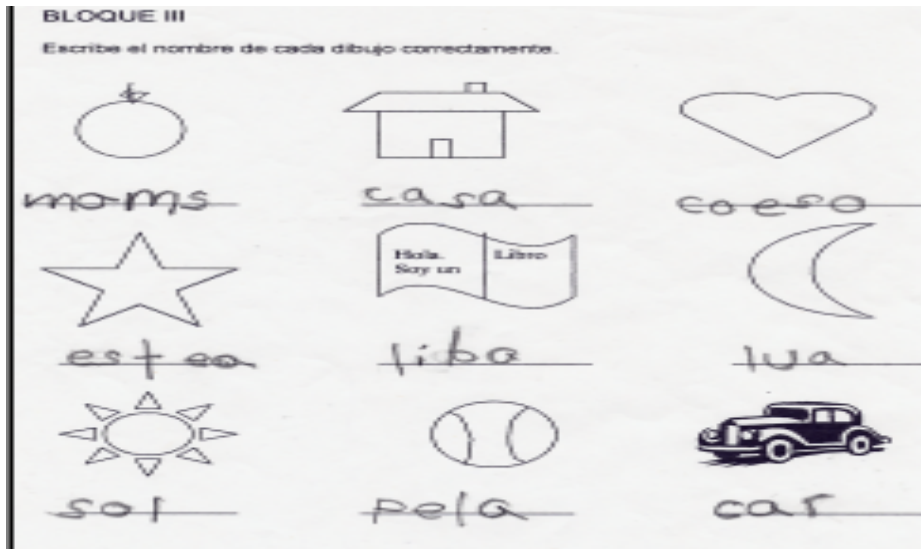 BLOQUE III
Escribe el nombre de cada dibujo correctamente.
moms casa coeso
Hola. Libro
Soy un
estea liba lua
sol pela car